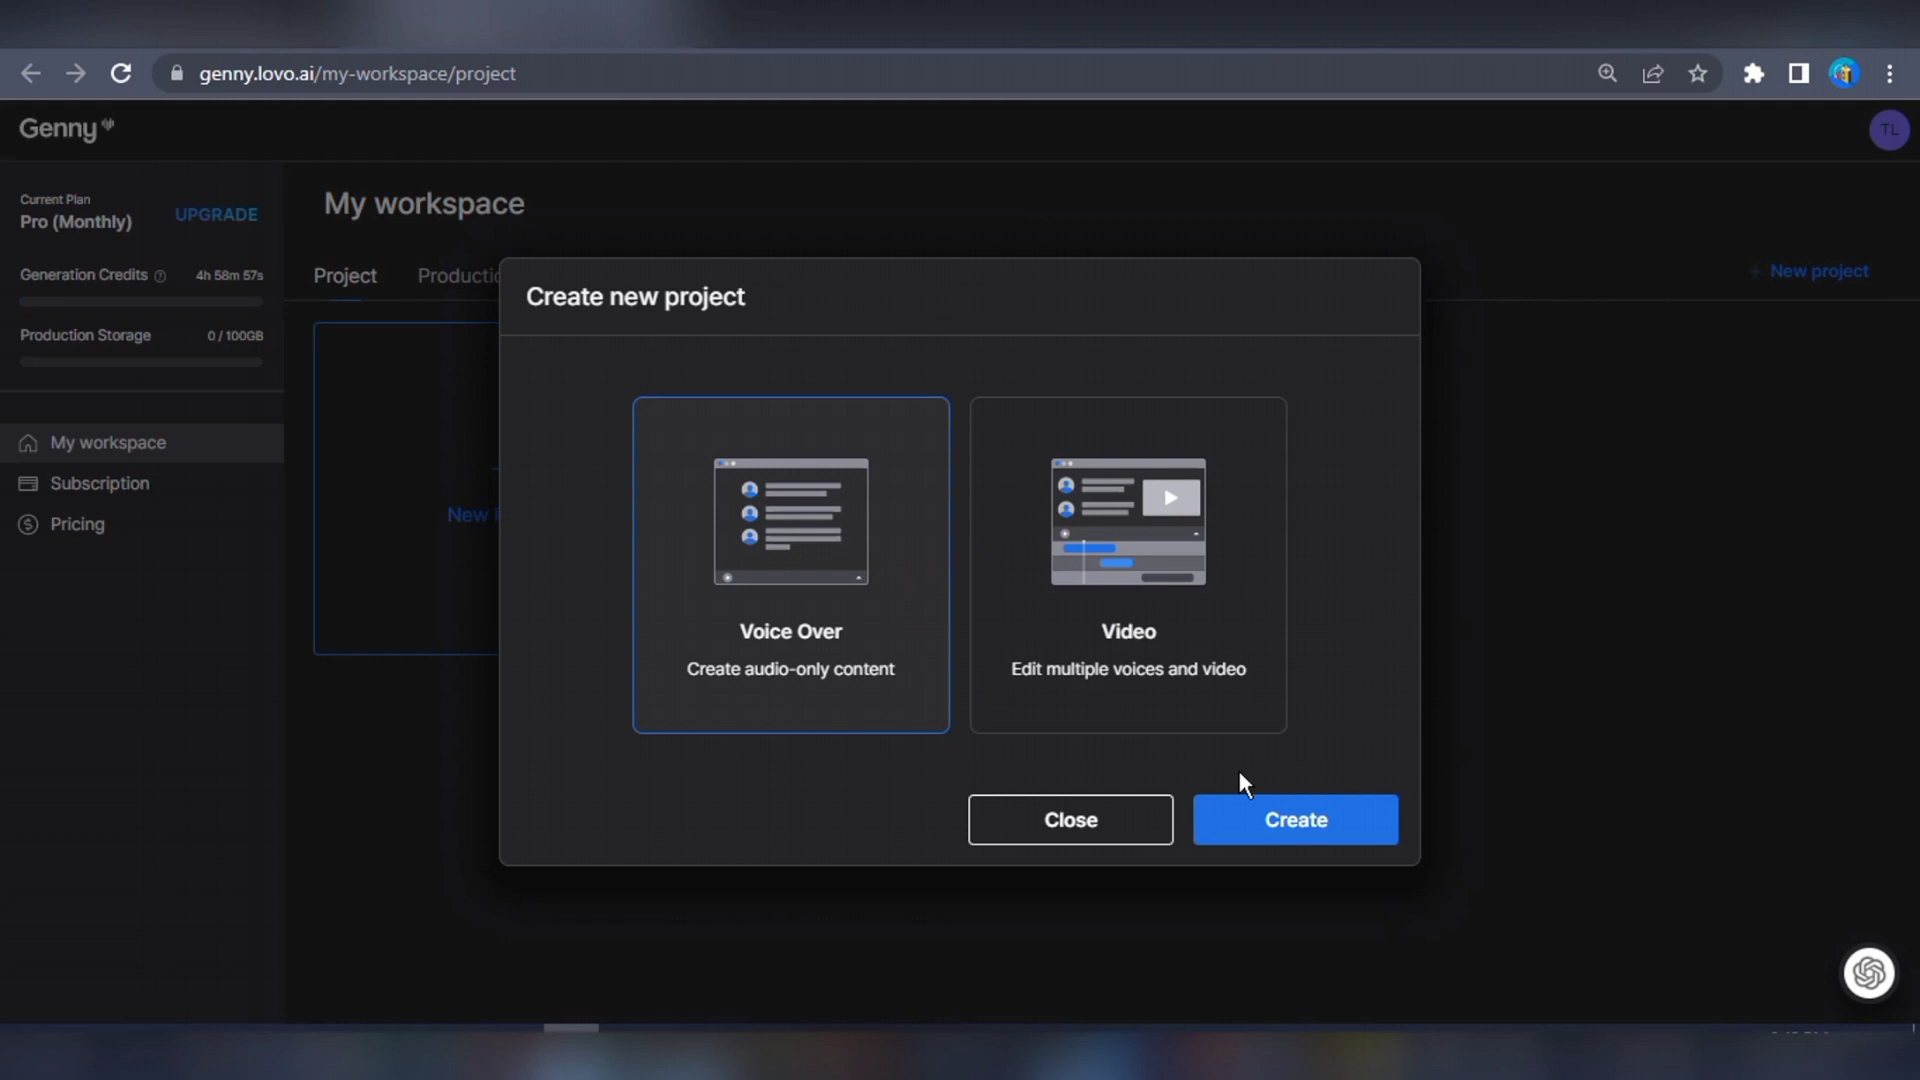 genny.lovo.ai/my-workspace/project
Genny
TL
Current Plan
Pro (Monthly)
UPGRADE
My workspace
Generation Credits
4h 58m 57s
Project
+ New project
Create new project
Production Storage
0 / 100GB
My workspace
Subscription
Pricing
New
Voice Over
Create audio-only content
Video
Edit multiple voices and video
Close
Create